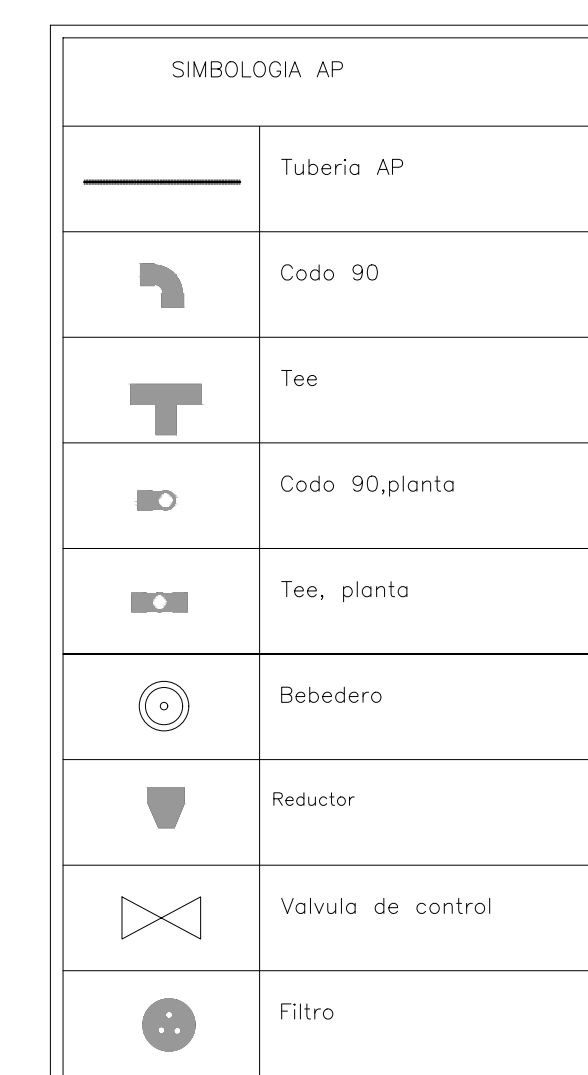 SIMBOLOGIA AP
Tuberia AP
Codo 90
Tee
Codo 90,planta
Tee, planta
Bebedero
Reductor
Valvula de control
Filtro